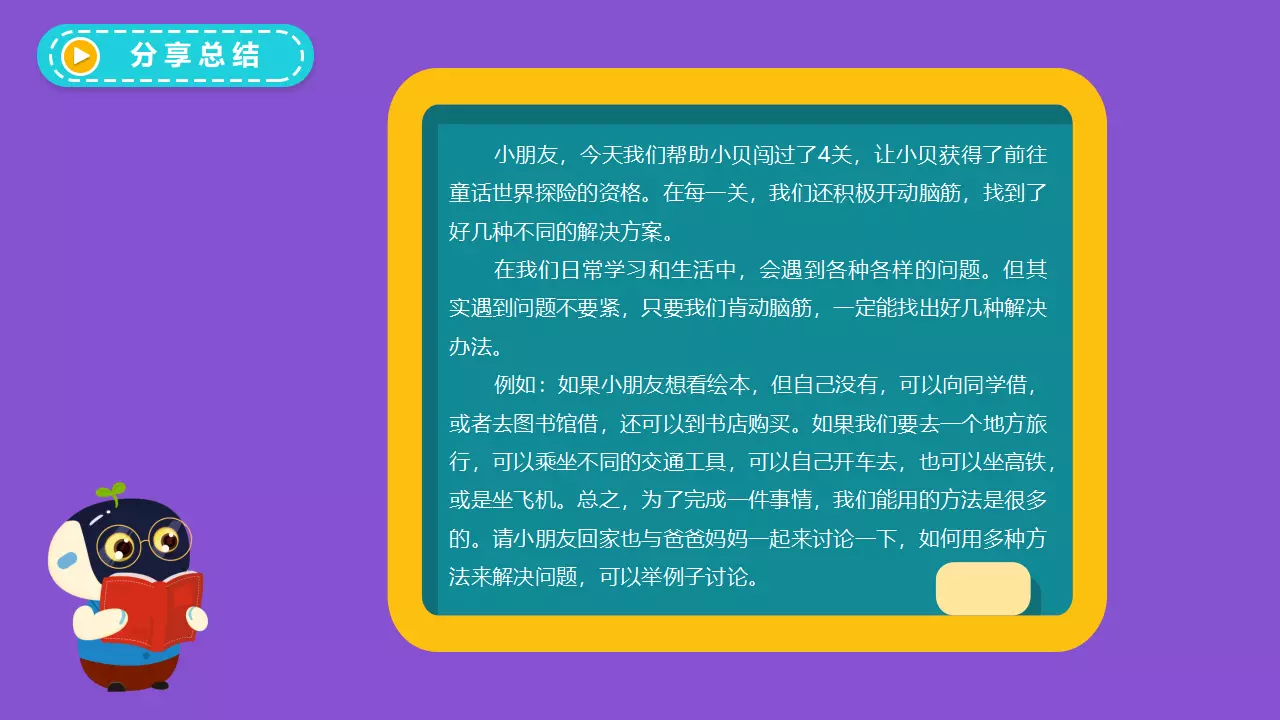 分享总结
小朋友，今天我们帮助小贝闯过了4关，让小贝获得了前往
童话世界探险的资格。在每一关，我们还积极开动脑筋，找到了
好几种不同的解决方案。
在我们日常学习和生活中，会遇到各种各样的问题。但其
实遇到问题不要紧，只要我们肯动脑筋，一定能找出好几种解决
办法。
例如：如果小朋友想看绘本，但自己没有，可以向同学借，
或者去图书馆借，还可以到书店购买。如果我们要去一个地方旅
行，可以乘坐不同的交通工具，可以自己开车去，也可以坐高铁，
或是坐飞机。总之，为了完成一件事情，我们能用的方法是很多
的。请小朋友回家也与爸爸妈妈一起来讨论一下，如何用多种方
法来解决问题，可以举例子讨论。